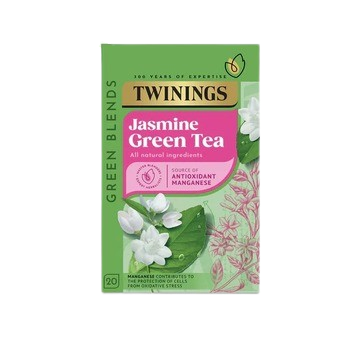 300 YEARS OF EXPERTISE
TWININGS
GREEN BLENDS
Jasmine
Green Tea
All natural ingredients
SOURCE OF
ANTIOXIDANT
MANGANESE
20
MANGANESE CONTRIBUTES TO
THE PROTECTION OF CELLS
FROM OXIDATIVE STRESS